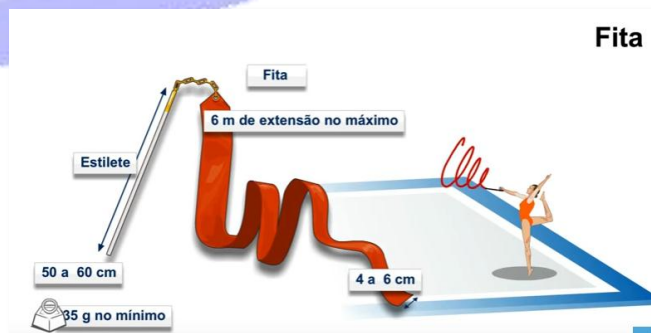 Fita
Fita
6 m de extensão no máximo
Estilete
50 a 60 cm
4 a 6 cm
35 g no mínimo